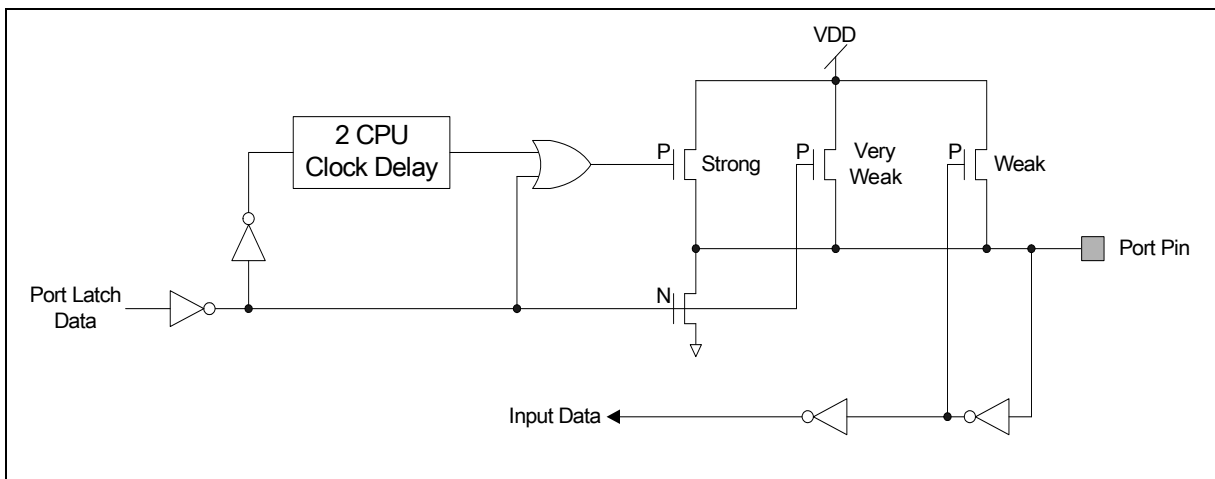 VDD
2 CPU
Clock Delay
P
Strong
P
Very
Weak
P
Weak
Port Pin
Port Latch
Data
N
Input Data